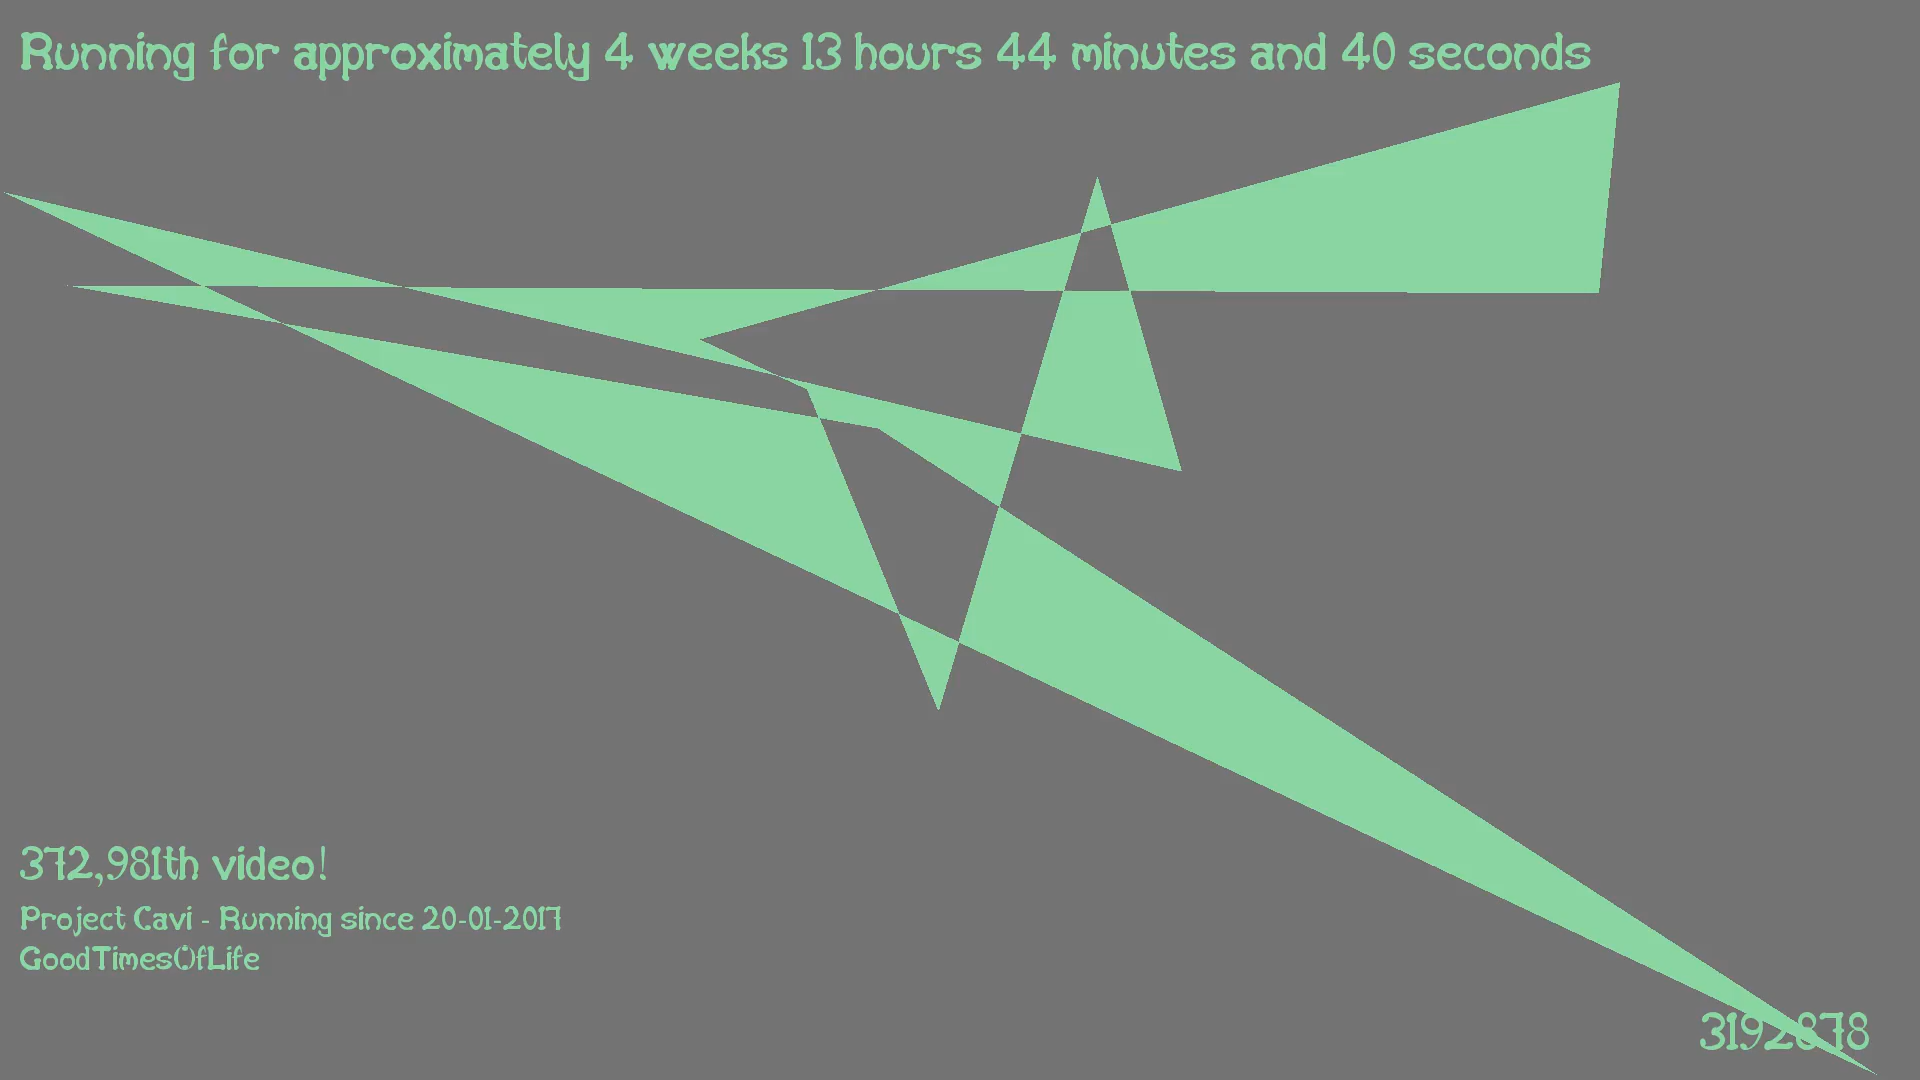 Running for approximately 4 weeks 13 hours 44 minutes and 40 seconds
372,981th video!
Project Cavi - Running since 20-01-2017
GoodTimesOfLife
3192878